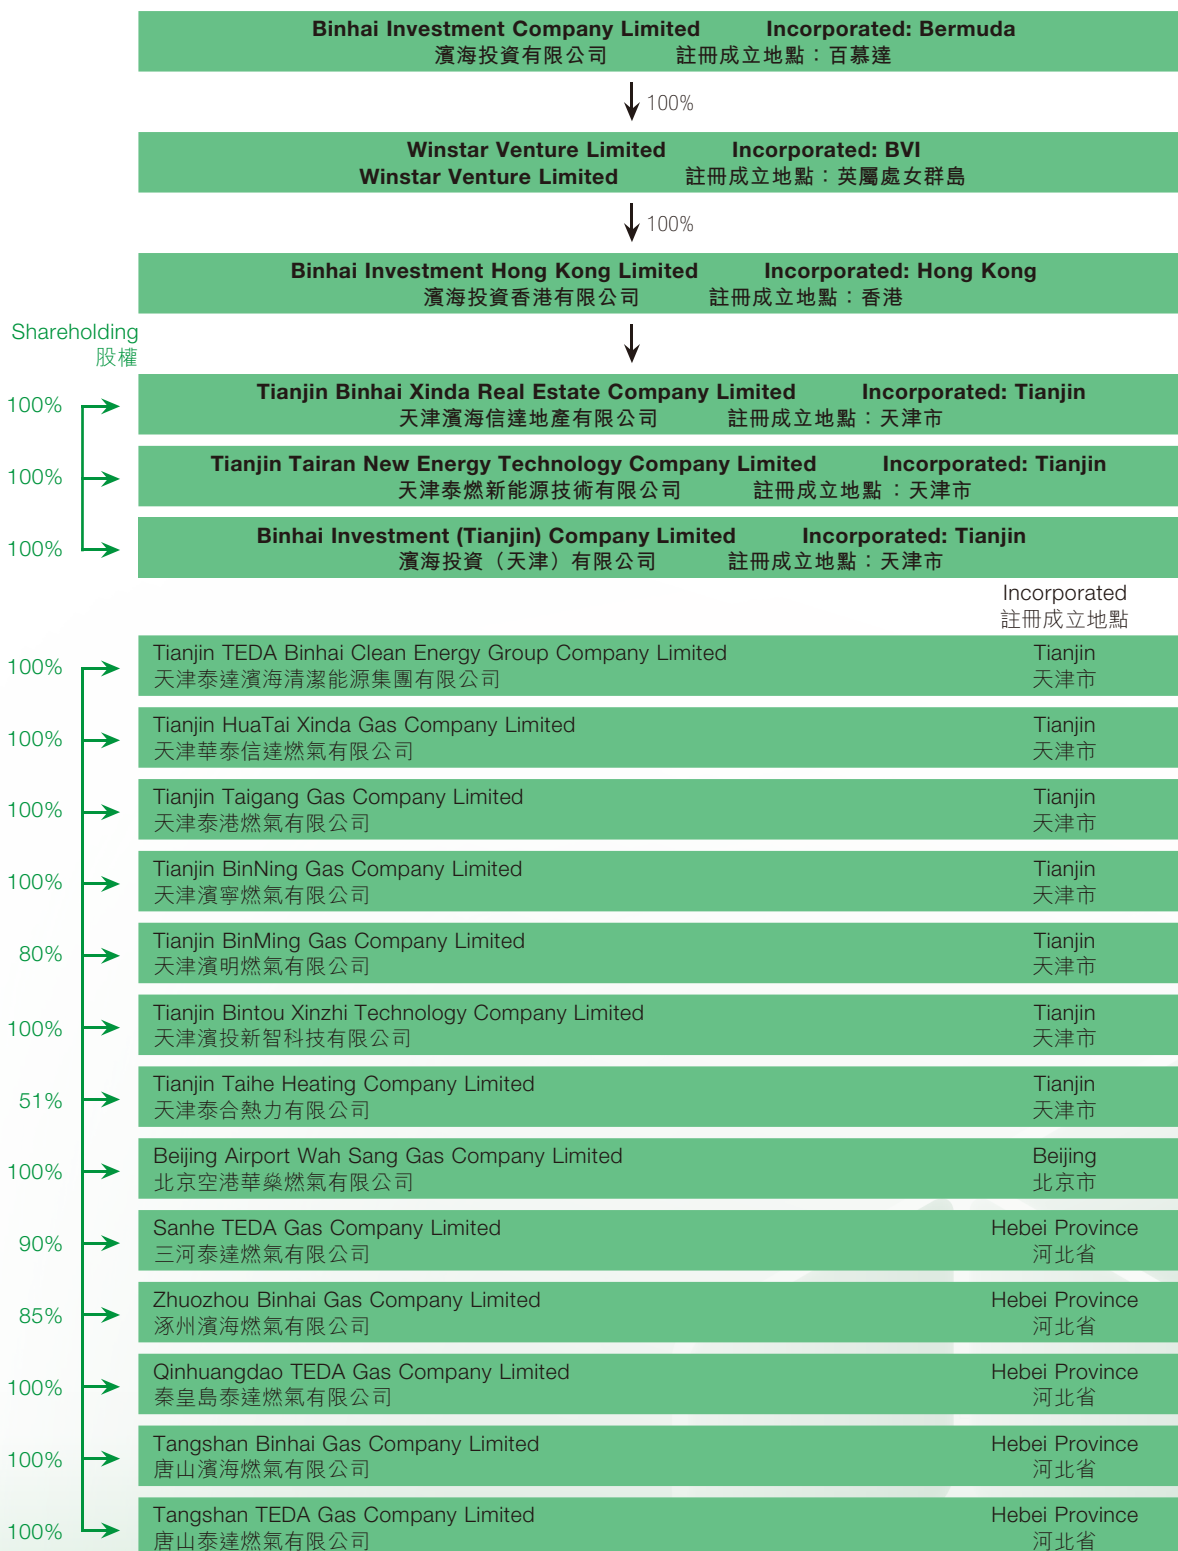 Binhai Investment Company Limited Incorporated: Bermuda
濱海投資有限公司 註冊成立地點：百慕達
100%
Winstar Venture Limited Incorporated: BVI
Winstar Venture Limited 註冊成立地點：英屬處女群島
100%
Binhai Investment Hong Kong Limited Incorporated: Hong Kong
濱海投資香港有限公司 註冊成立地點：香港
Shareholding
股權
100% Tianjin Binhai Xinda Real Estate Company Limited Incorporated: Tianjin
天津濱海信達地產有限公司 註冊成立地點：天津市
100% Tianjin Tairan New Energy Technology Company Limited Incorporated: Tianjin
天津泰燃新能源技術有限公司 註冊成立地點：天津市
100% Binhai Investment (Tianjin) Company Limited Incorporated: Tianjin
濱海投資（天津）有限公司 註冊成立地點：天津市
Incorporated
註冊成立地點
100% Tianjin TEDA Binhai Clean Energy Group Company Limited Tianjin
天津泰達濱海清潔能源集團有限公司 天津市
100% Tianjin HuaTai Xinda Gas Company Limited Tianjin
天津華泰信達燃氣有限公司 天津市
100% Tianjin Taigang Gas Company Limited Tianjin
天津泰港燃氣有限公司 天津市
100% Tianjin BinNing Gas Company Limited Tianjin
天津濱寧燃氣有限公司 天津市
80% Tianjin BinMing Gas Company Limited Tianjin
天津濱明燃氣有限公司 天津市
100% Tianjin Bintou Xinzhi Technology Company Limited Tianjin
天津濱投新智科技有限公司 天津市
51% Tianjin Taihe Heating Company Limited Tianjin
天津泰合熱力有限公司 天津市
100% Beijing Airport Wah Sang Gas Company Limited Beijing
北京空港華燊燃氣有限公司 北京市
90% Sanhe TEDA Gas Company Limited Hebei Province
三河泰達燃氣有限公司 河北省
85% Zhuozhou Binhai Gas Company Limited Hebei Province
涿州濱海燃氣有限公司 河北省
100% Qinhuangdao TEDA Gas Company Limited Hebei Province
秦皇島泰達燃氣有限公司 河北省
100% Tangshan Binhai Gas Company Limited Hebei Province
唐山濱海燃氣有限公司 河北省
100% Tangshan TEDA Gas Company Limited Hebei Province
唐山泰達燃氣有限公司 河北省